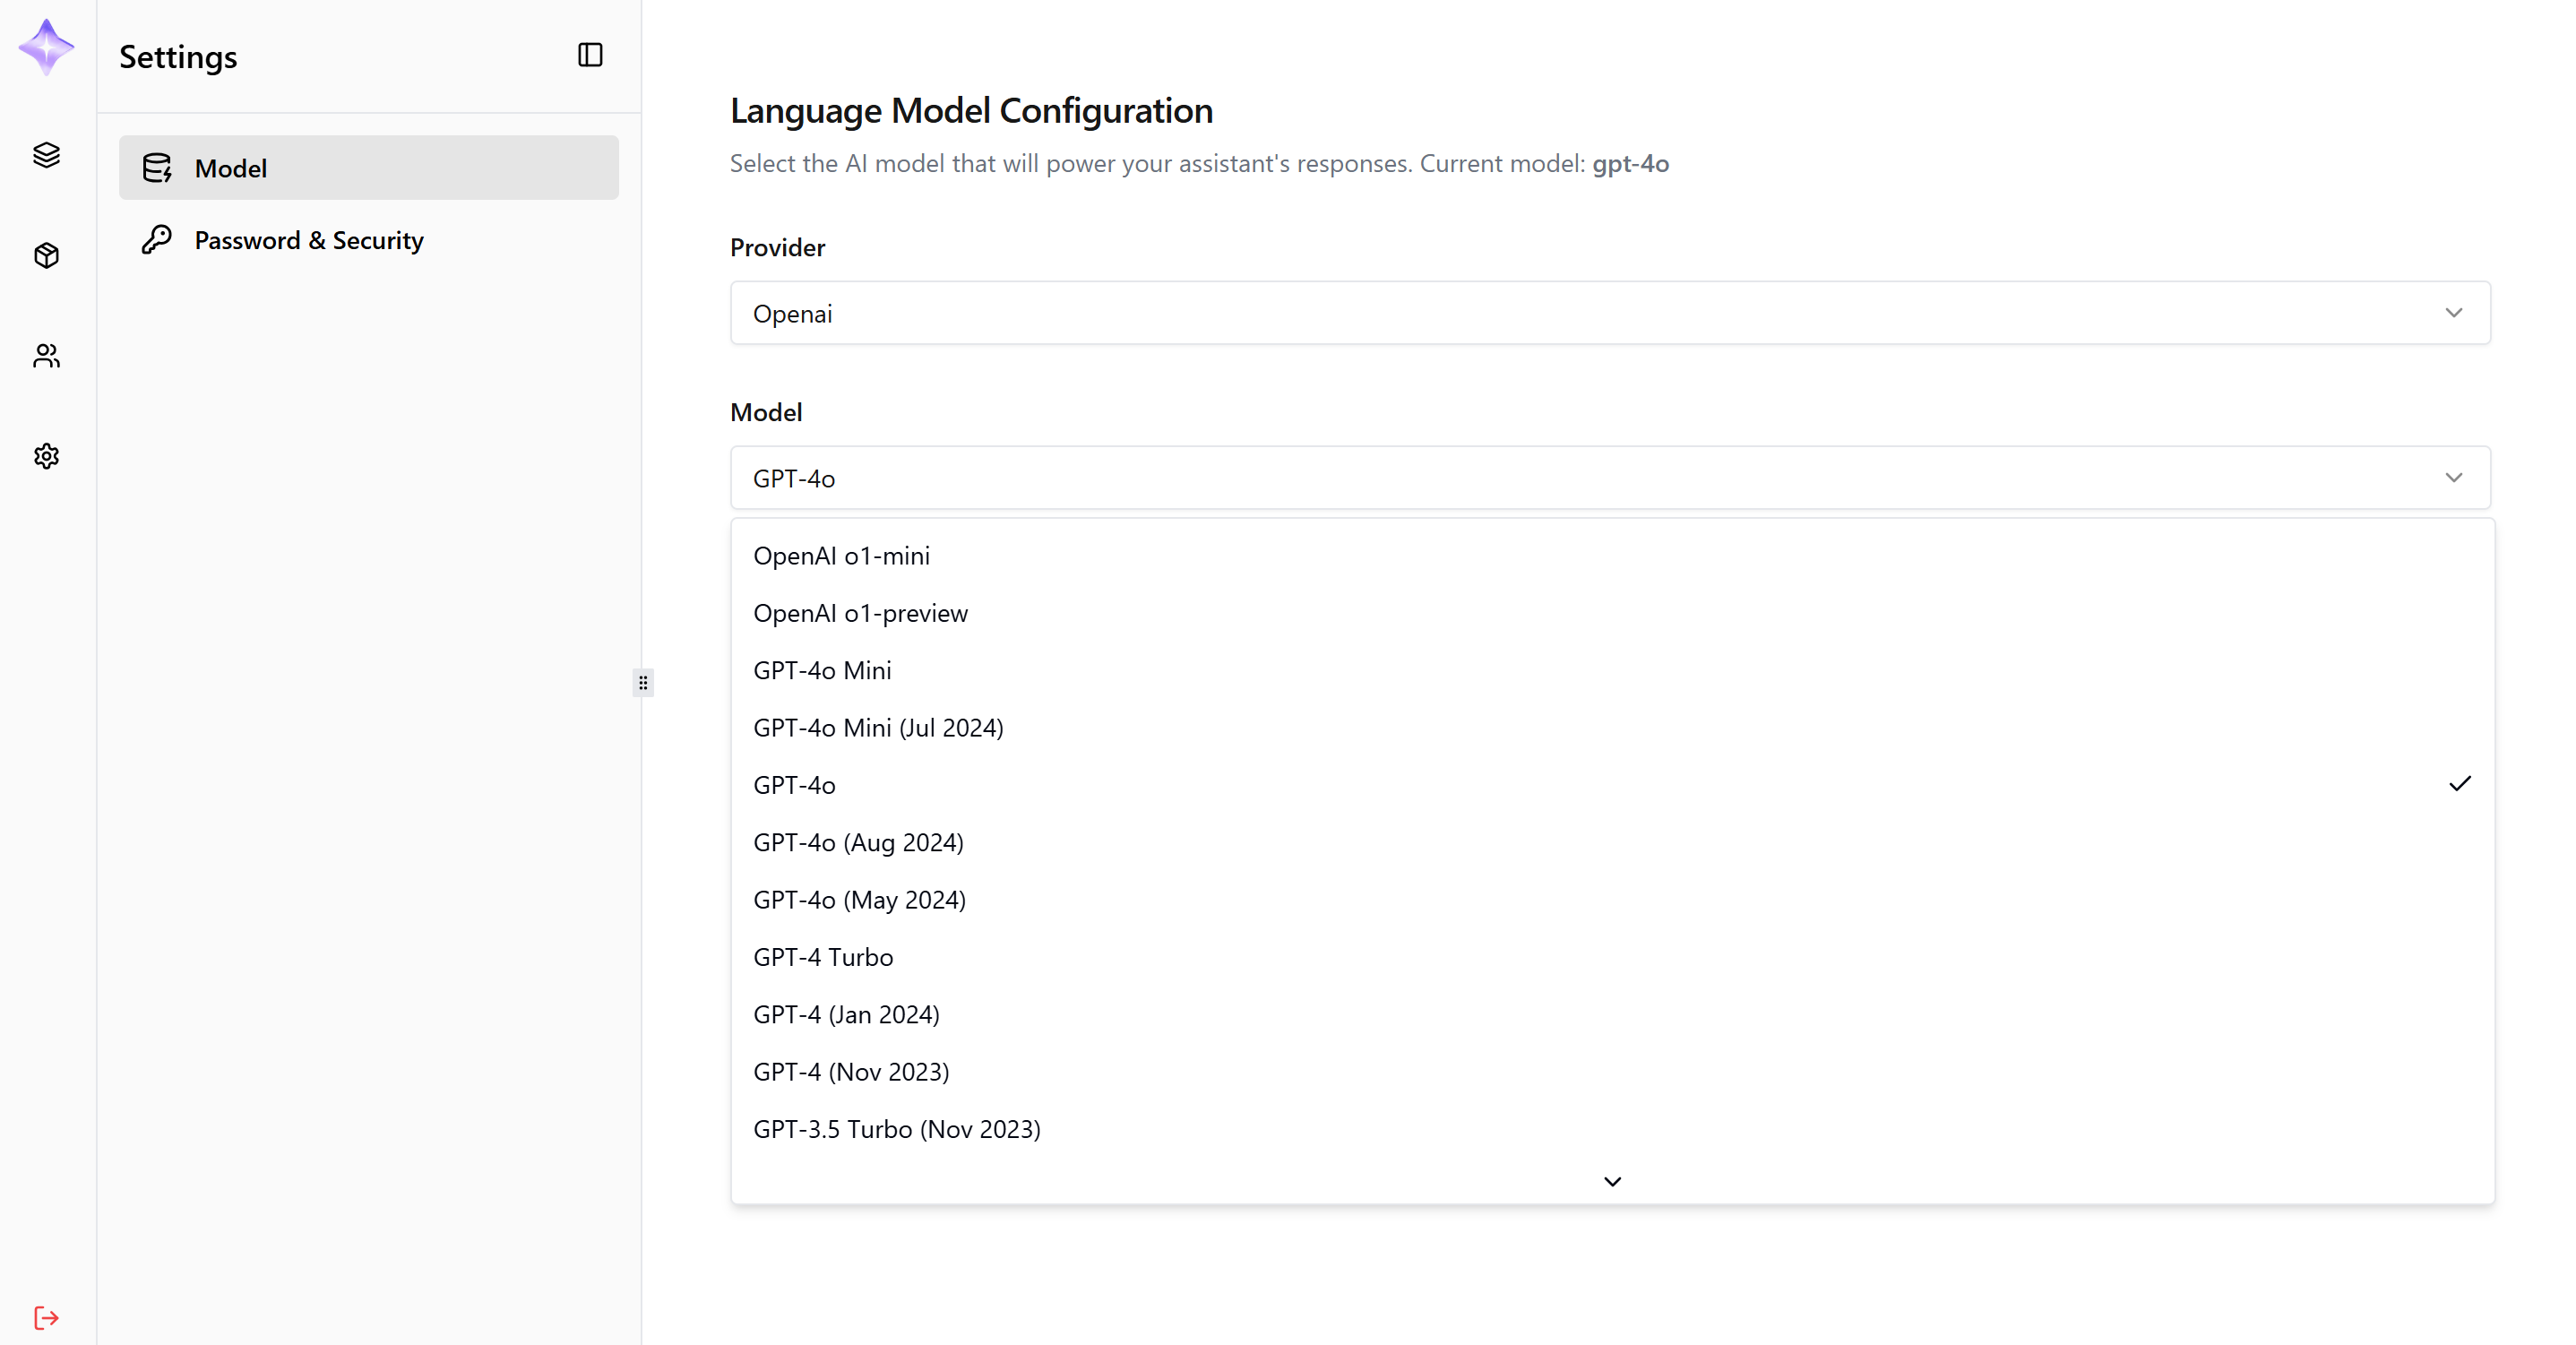 Settings
Model
Password & Security
Language Model Configuration
Select the AI model that will power your assistant's responses. Current model: gpt-4o
Provider
Openai
Model
GPT-4o
OpenAI o1-mini
OpenAI o1-preview
GPT-4o Mini
GPT-4o Mini (Jul 2024)
GPT-4o
GPT-4o (Aug 2024)
GPT-4o (May 2024)
GPT-4 Turbo
GPT-4 (Jan 2024)
GPT-4 (Nov 2023)
GPT-3.5 Turbo (Nov 2023)